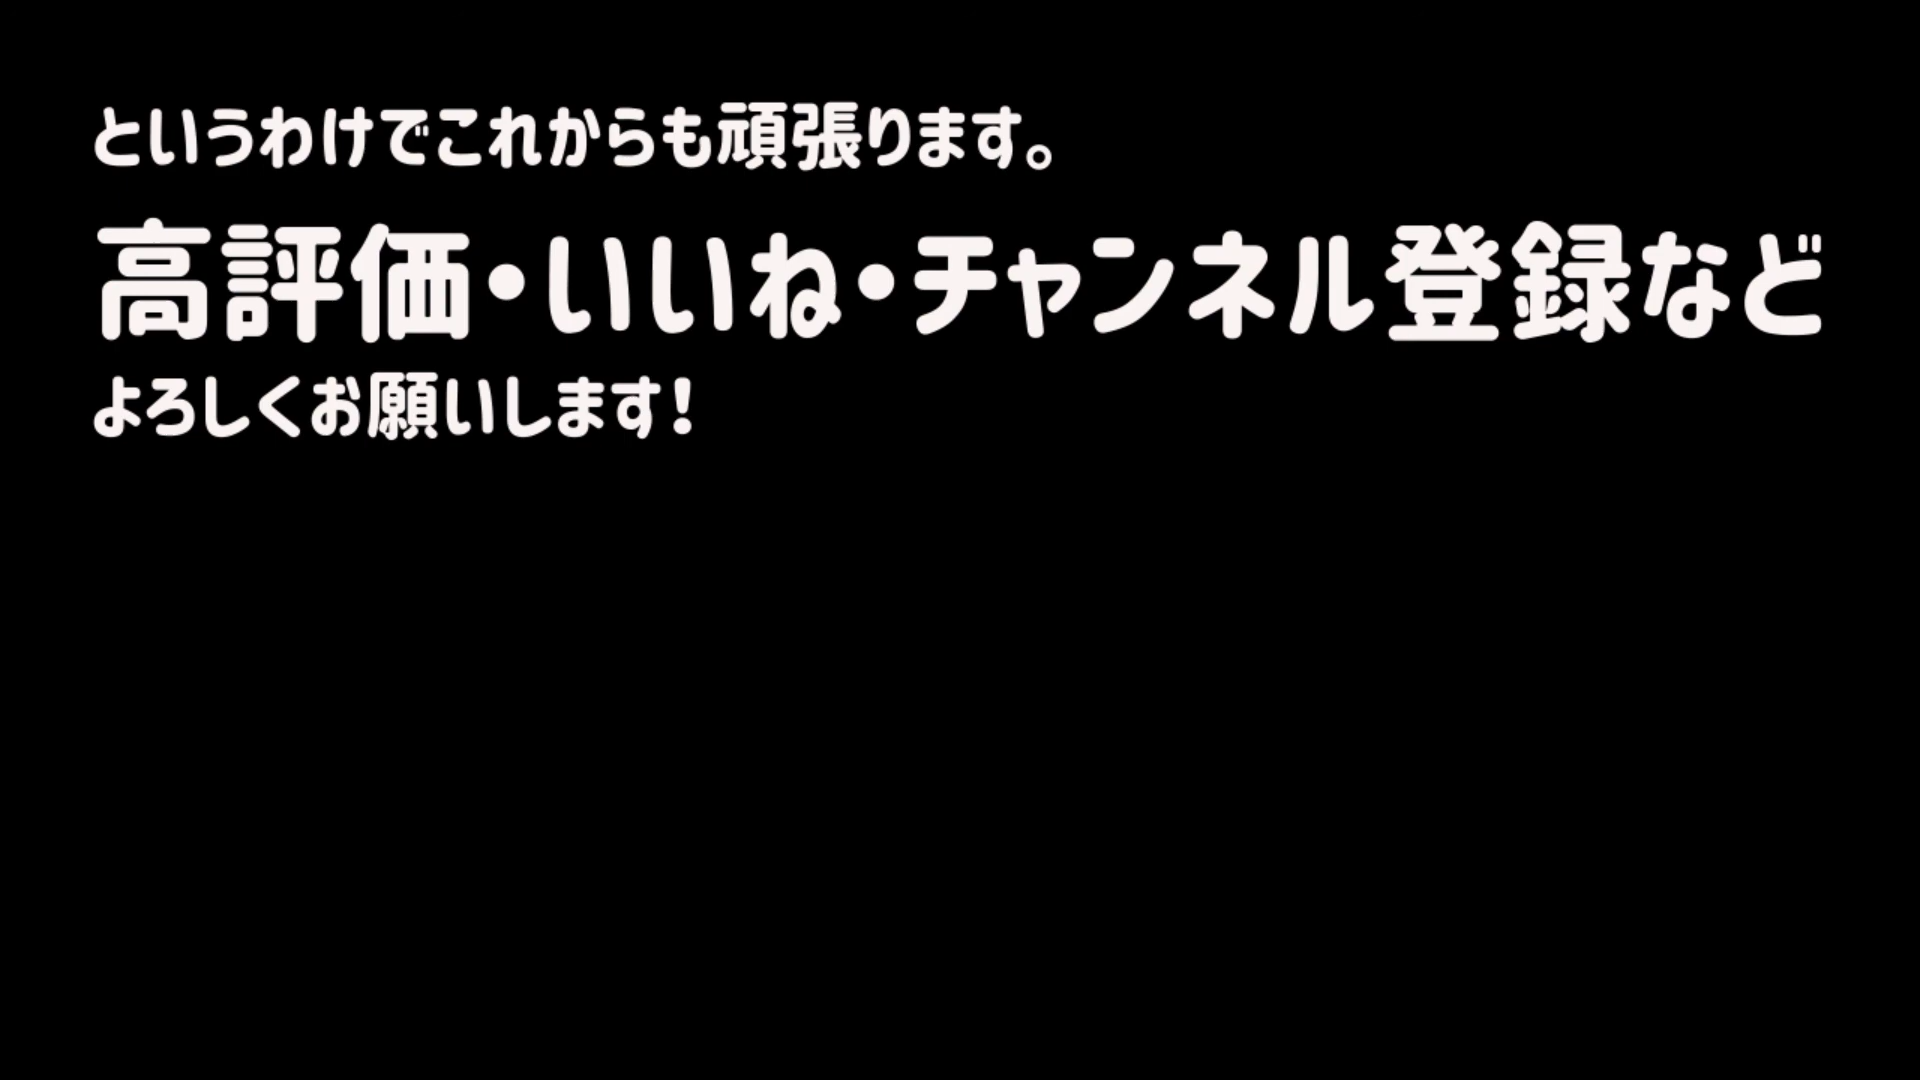 というわけでこれからも頑張ります。
高評価・いいね・チャンネル登録など
よろしくお願いします!